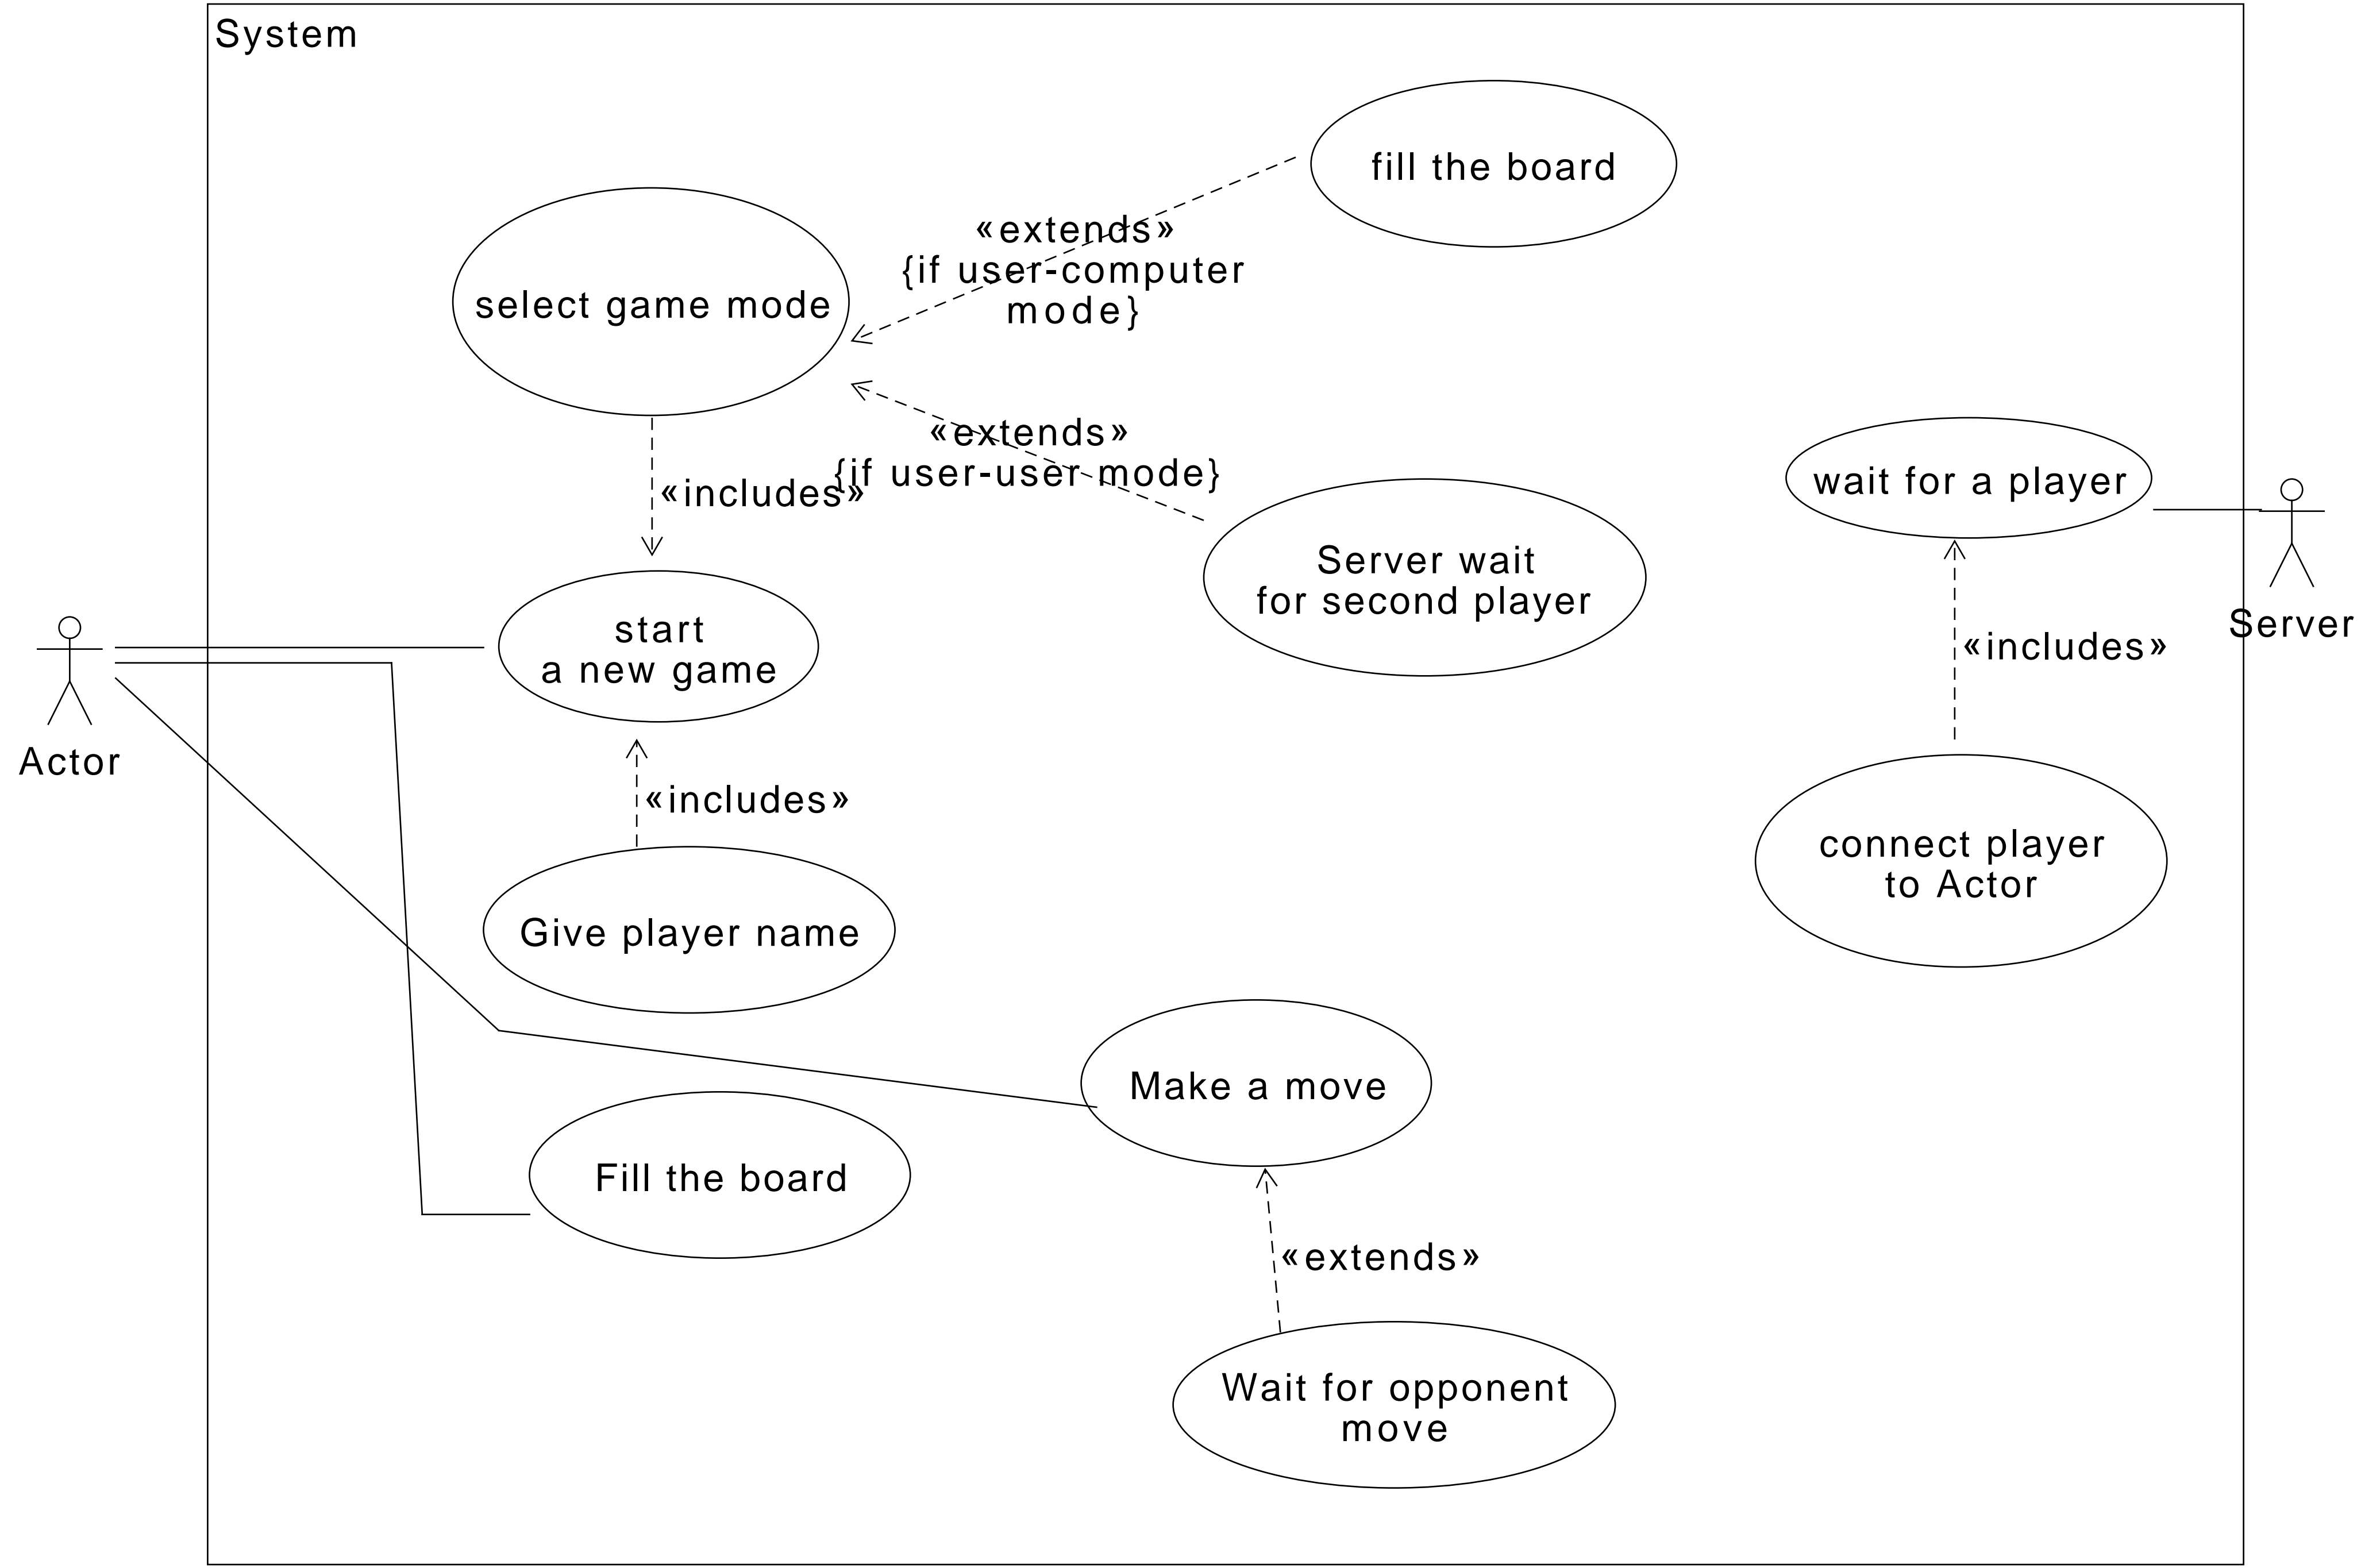 System
fill the board
«extends»
{if user-computer
mode}
select game mode
«extends»
{if user-user mode}
«includes»
wait for a player
Server wait
for second player
Server
start
a new game
«includes»
Actor
«includes»
connect player
to Actor
Give player name
Make a move
Fill the board
«extends»
Wait for opponent
move